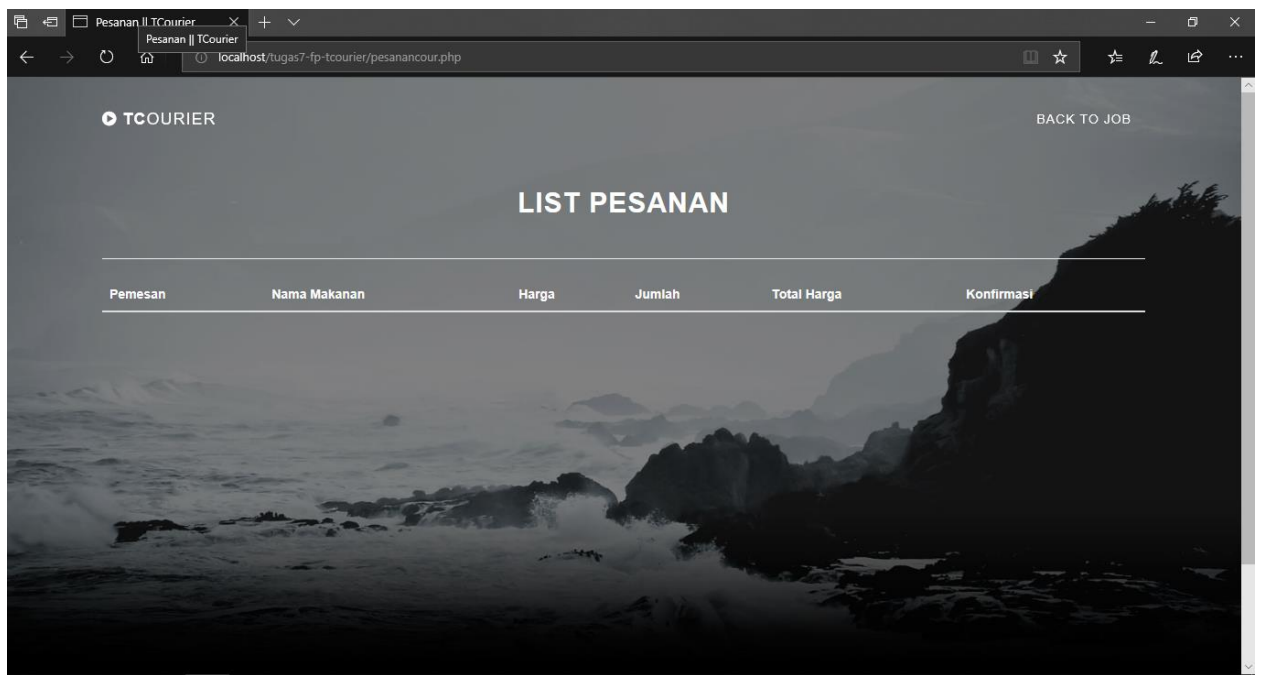 Pesanan || TCourier
Pesanan || TCourier
localhost/tugas7-fp-tcourier/pesanancour.php
TCOURIER
BACK TO JOB
LIST PESANAN
Pemesan Nama Makanan Harga Jumlah Total Harga Konfirmasi